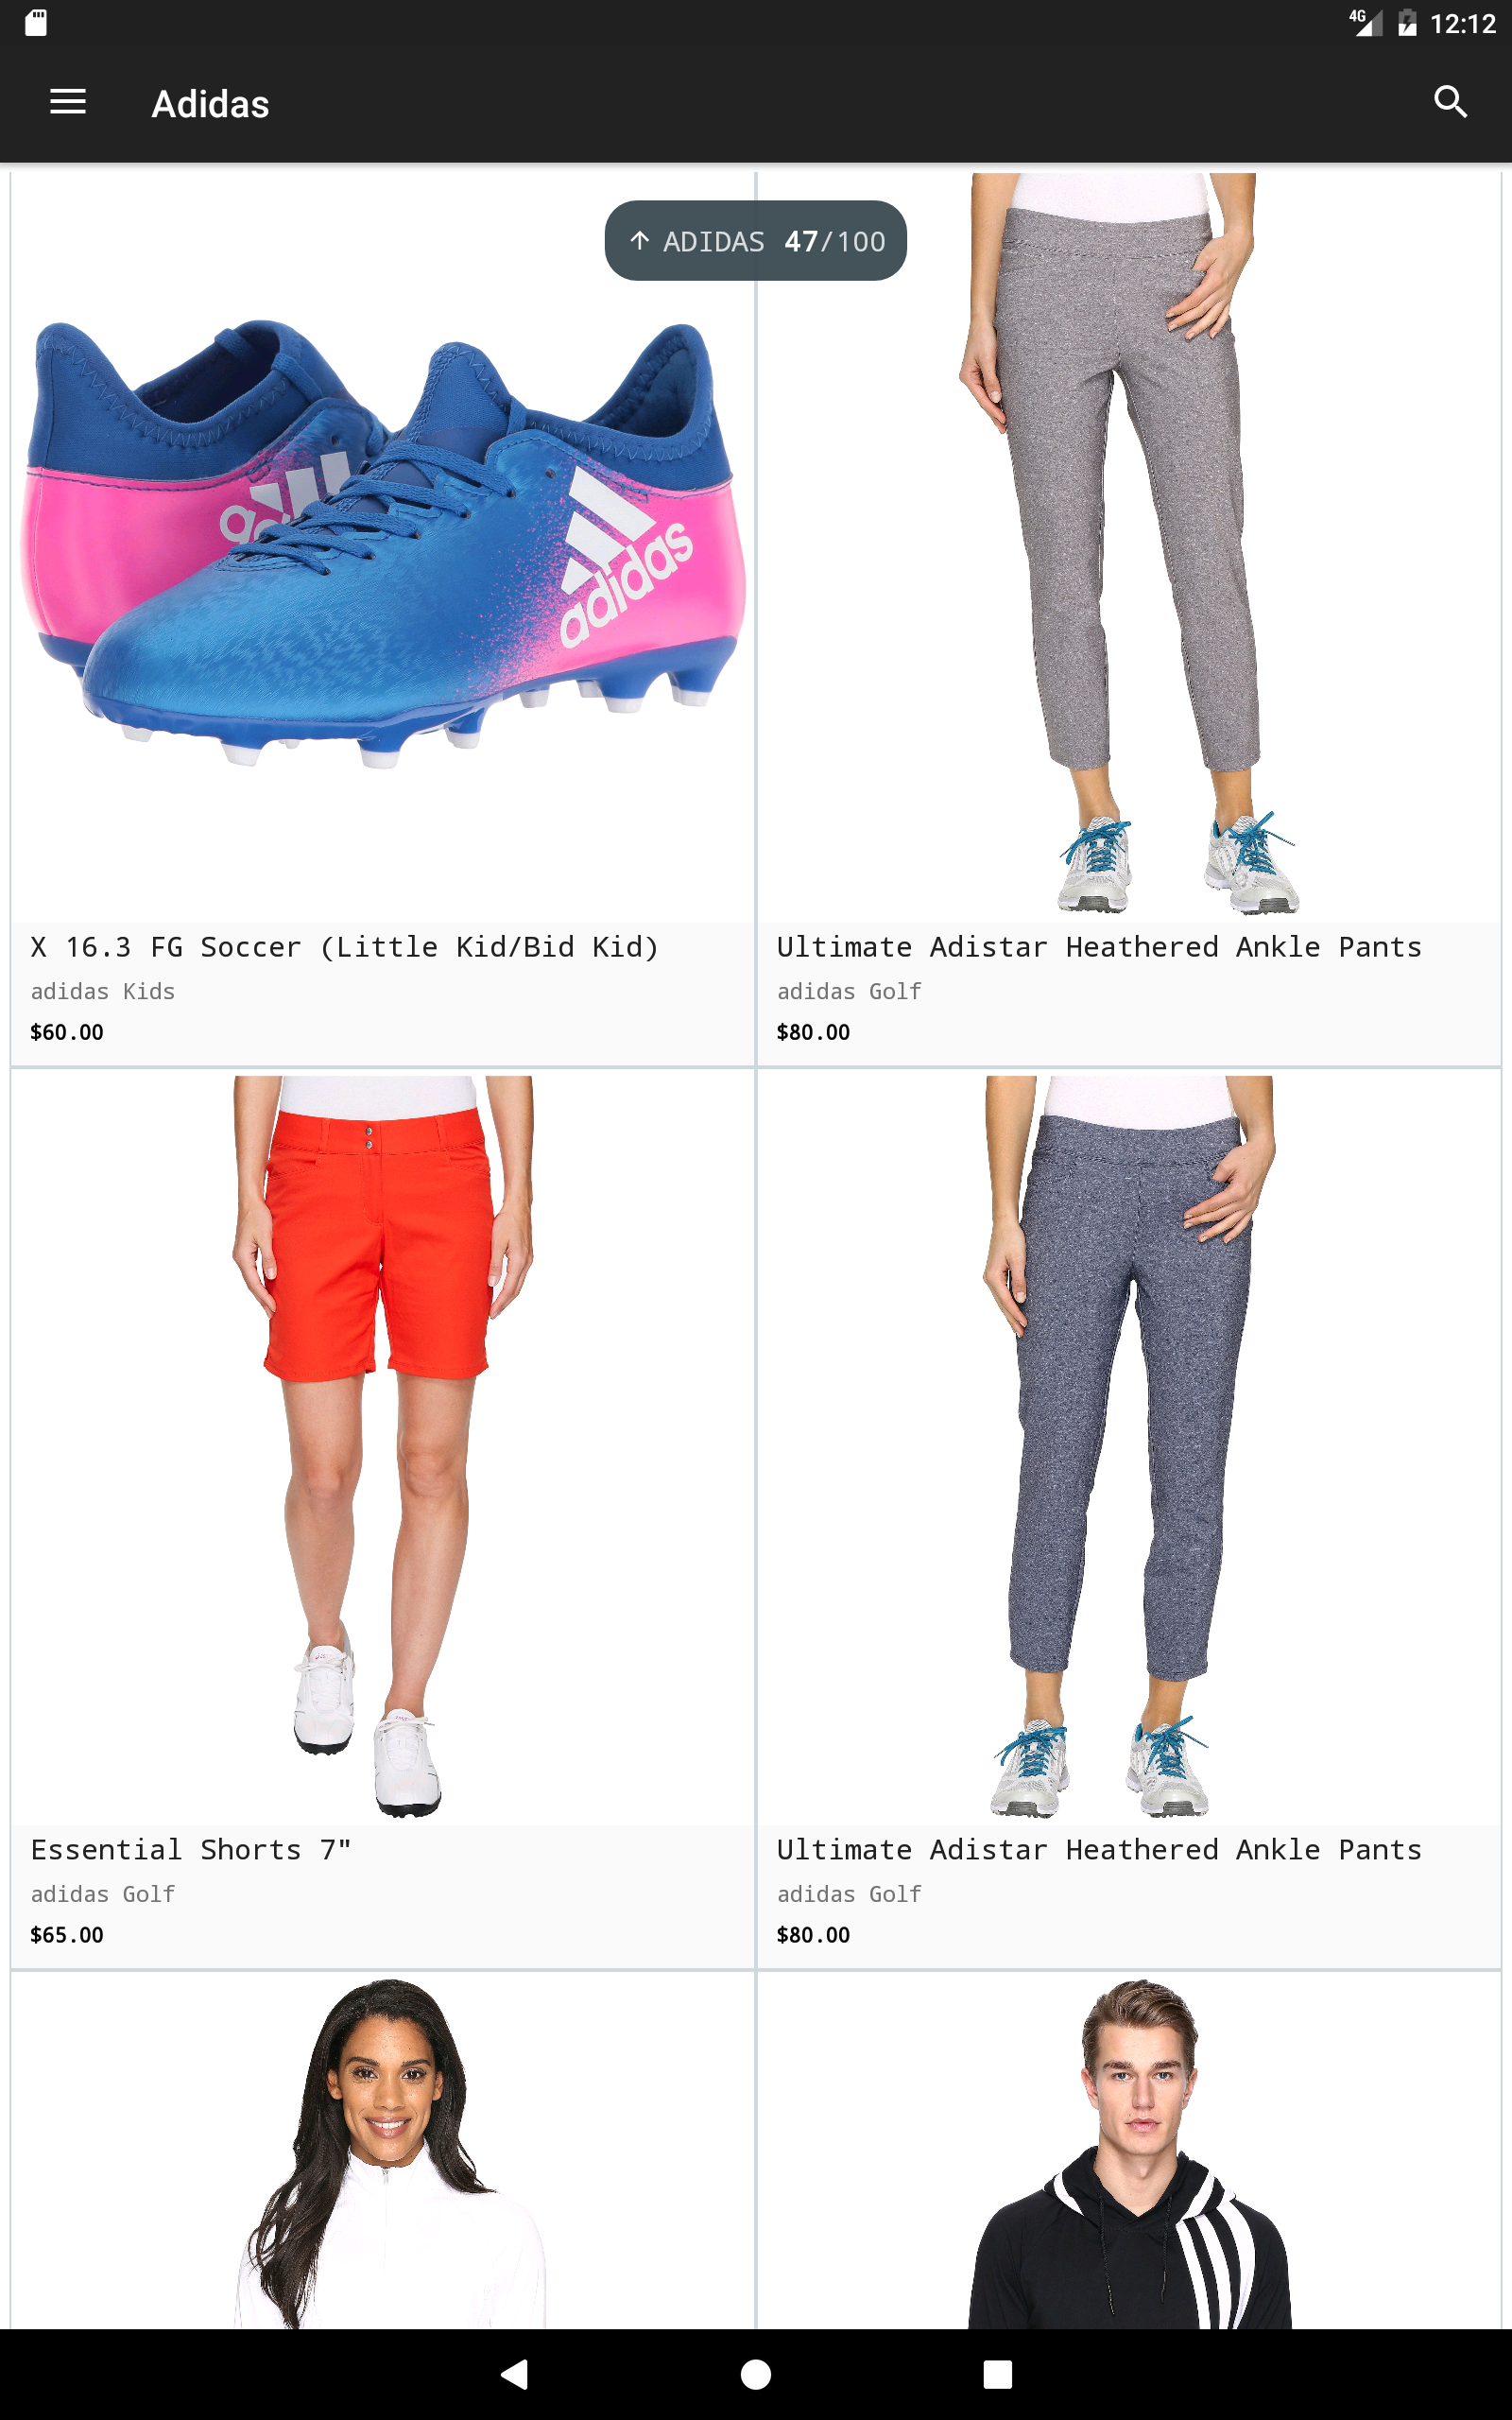 4G 12:12
Adidas
ADIDAS 47/100
adidas
X 16.3 FG Soccer (Little Kid/Bid Kid)
adidas Kids
$60.00
Ultimate Adistar Heathered Ankle Pants
adidas Golf
$80.00
Essential Shorts 7"
adidas Golf
$65.00
Ultimate Adistar Heathered Ankle Pants
adidas Golf
$80.00